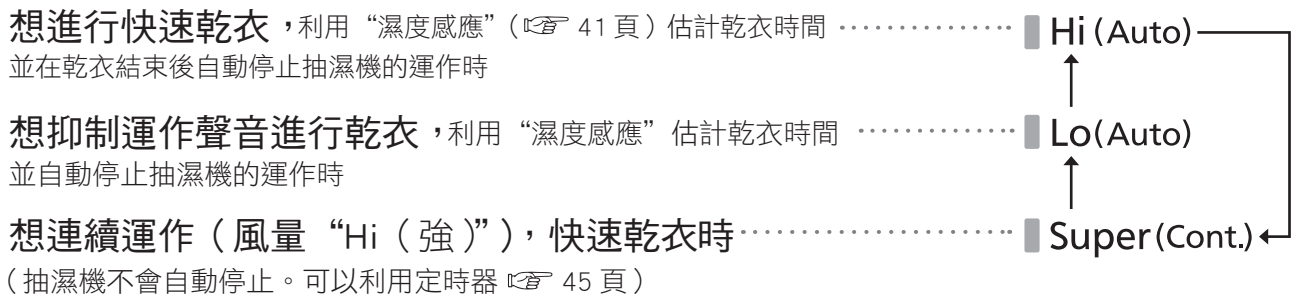 想進行快速乾衣，利用“濕度感應”（☞ 41 頁）估計乾衣時間 ··············· Hi (Auto)
並在乾衣結束後自動停止抽濕機的運作時
想抑制運作聲音進行乾衣，利用“濕度感應”估計乾衣時間 ·············· Lo(Auto)
並自動停止抽濕機的運作時
想連續運作（風量“Hi（強）”），快速乾衣時······················· Super(Cont.)
（抽濕機不會自動停止。可以利用定時器 ☞ 45 頁）